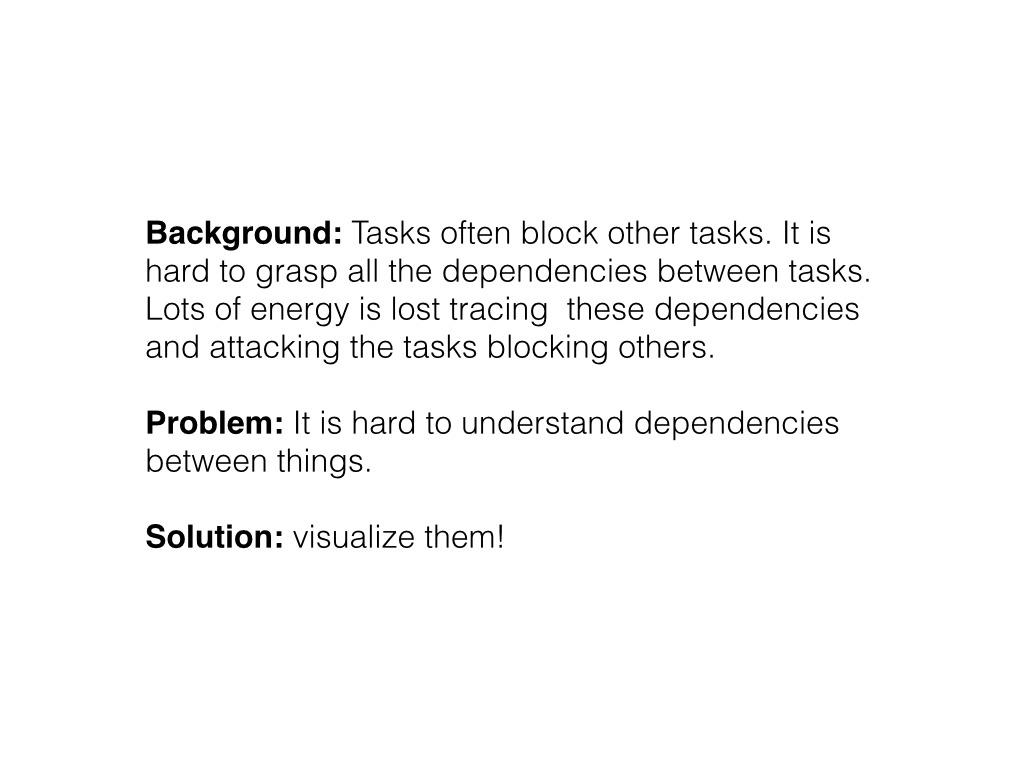 Background: Tasks often block other tasks. It is
hard to grasp all the dependencies between tasks.
Lots of energy is lost tracing  these dependencies
and attacking the tasks blocking others.
Problem: It is hard to understand dependencies
between things.
Solution: visualize them!